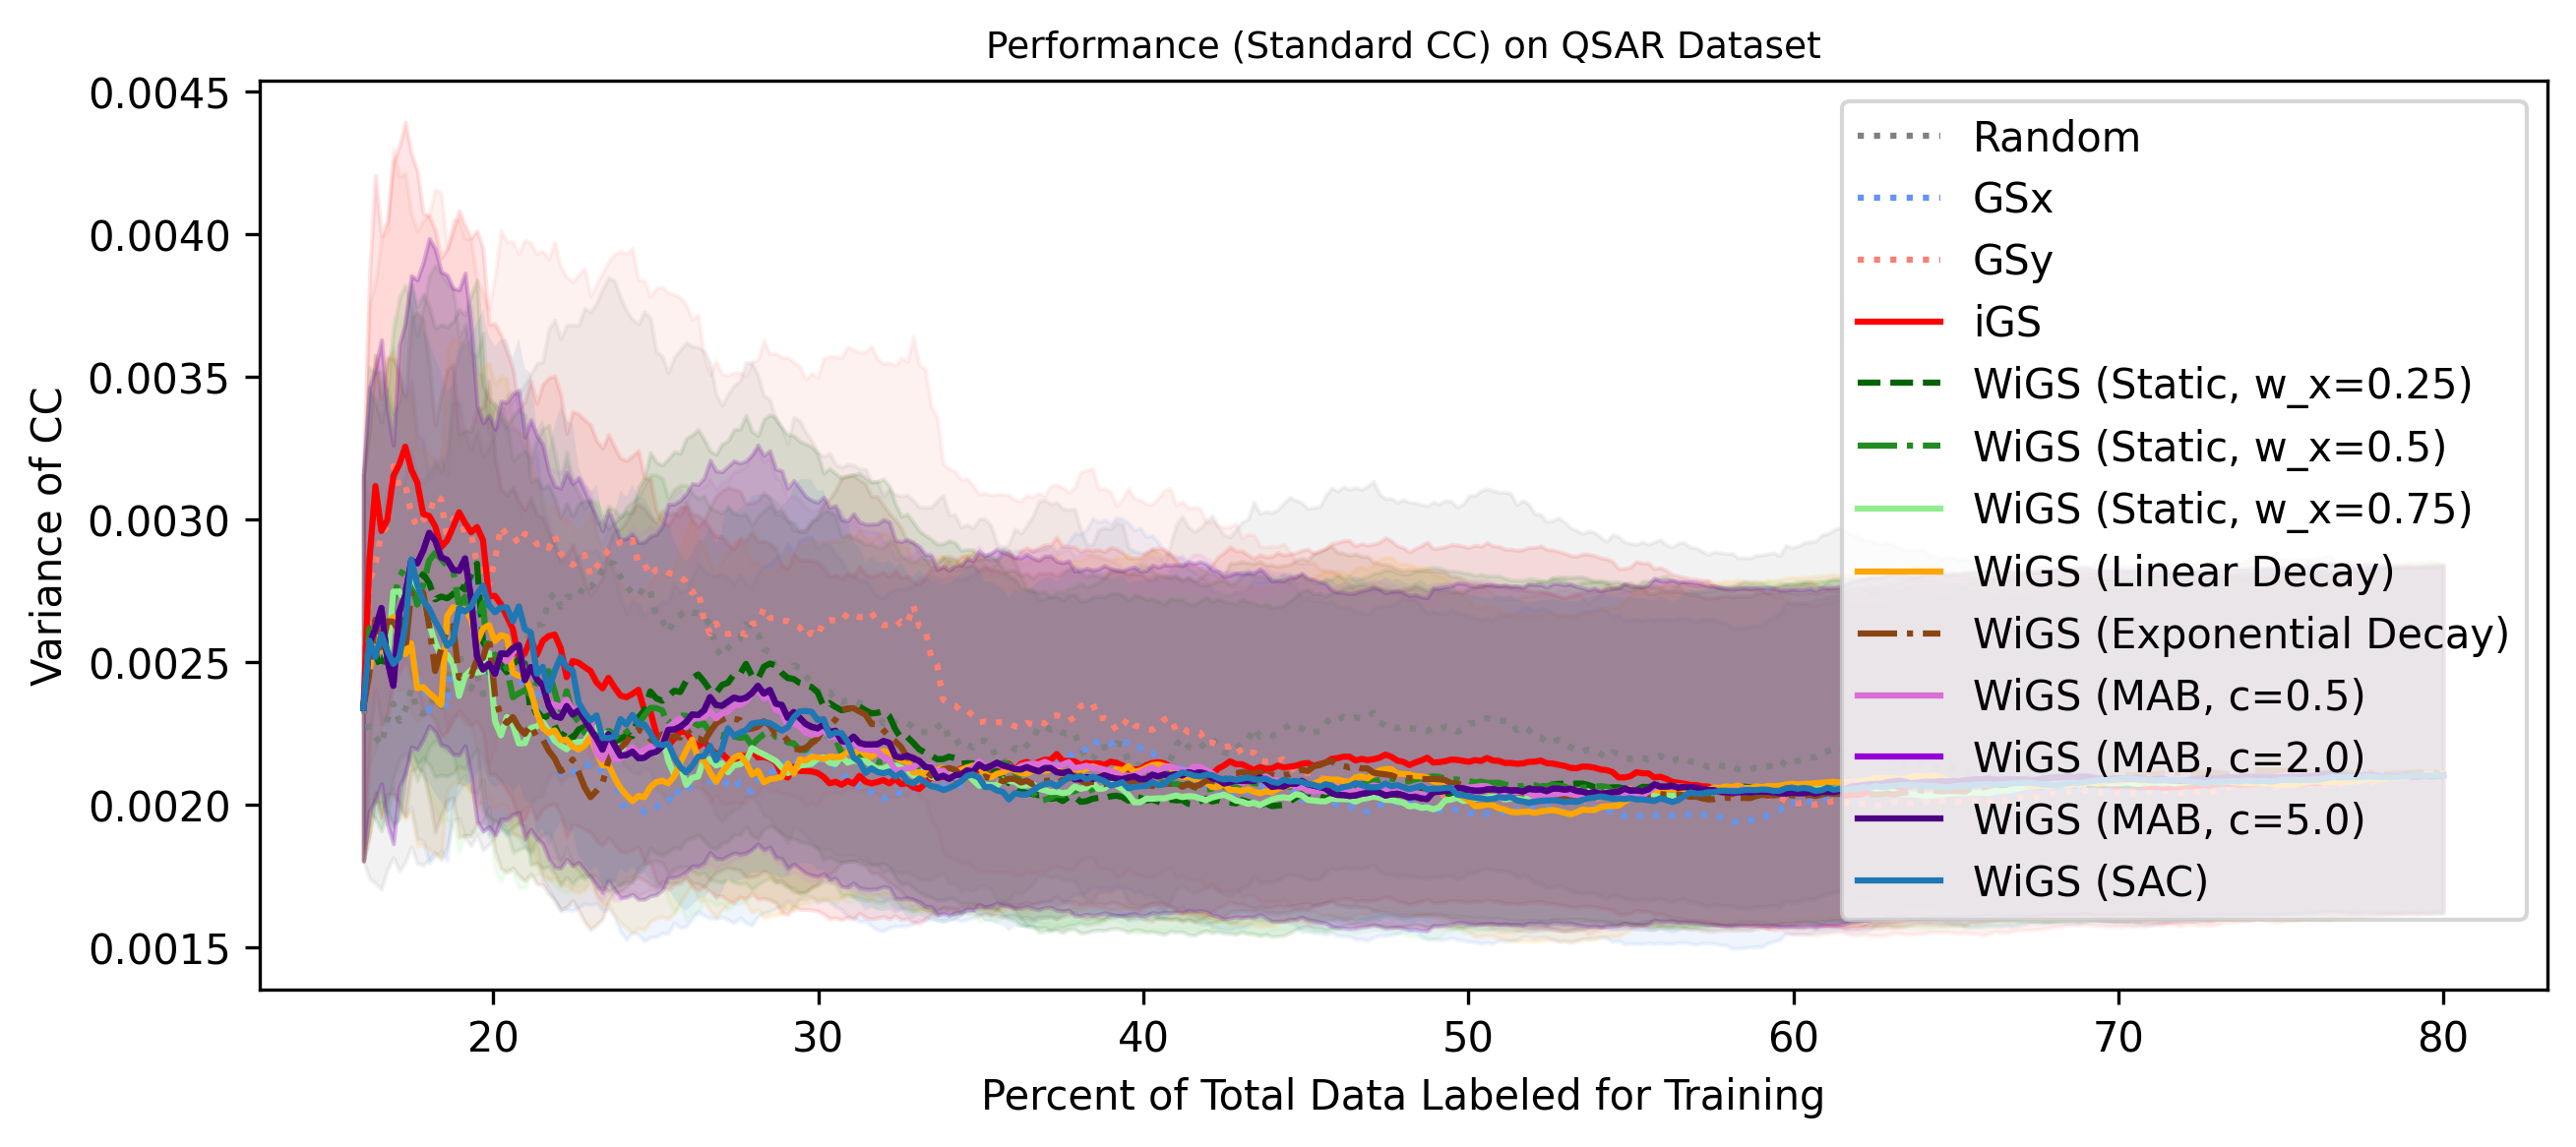 Performance (Standard CC) on QSAR Dataset
Variance of CC
0.0045
0.0040
0.0035
0.0030
0.0025
0.0020
0.0015
20 30 40 50 60 70 80
Percent of Total Data Labeled for Training
Random
GSx
GSy
iGS
WiGS (Static, w_x=0.25)
WiGS (Static, w_x=0.5)
WiGS (Static, w_x=0.75)
WiGS (Linear Decay)
WiGS (Exponential Decay)
WiGS (MAB, c=0.5)
WiGS (MAB, c=2.0)
WiGS (MAB, c=5.0)
WiGS (SAC)